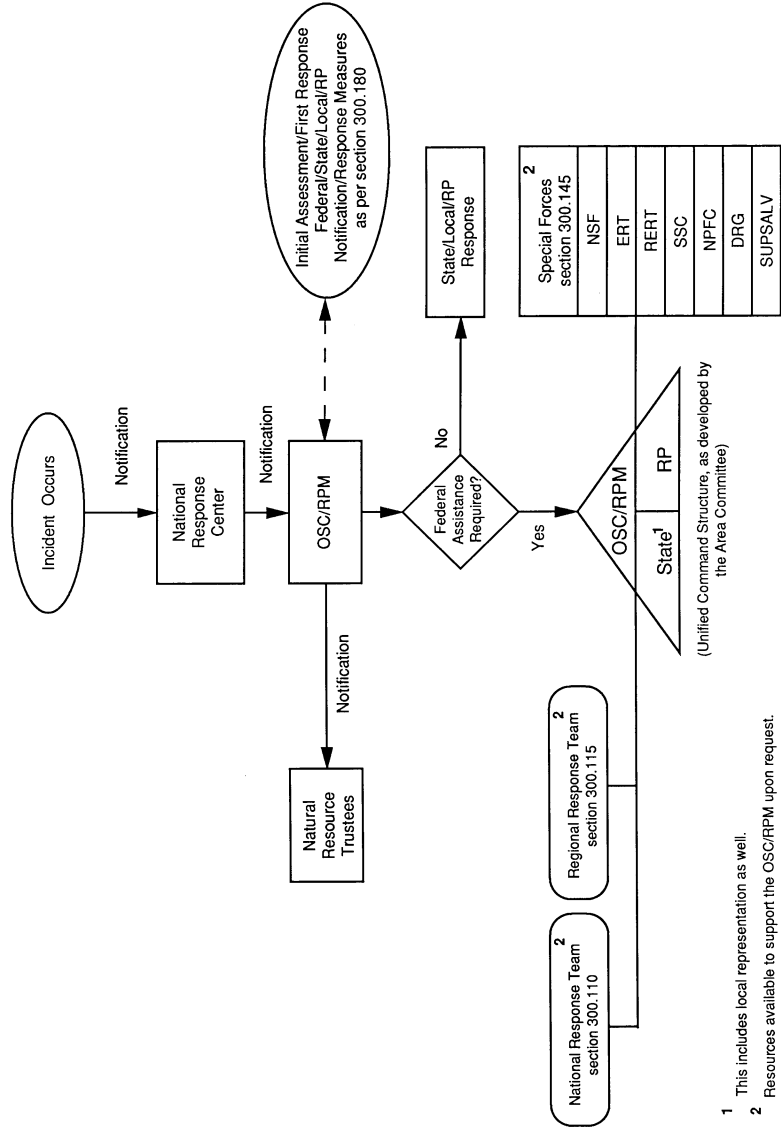 Incident Occurs
Notification
National
Response
Center
Notification
Initial Assessment/First Response
Federal/State/Local/RP
Notification/Response Measures
as per section 300.180
OSC/RPM
Notification
Natural
Resource
Trustees
Federal
Assistance
Required?
No
State/Local/RP
Response
Yes
National Response Team 2
section 300.110
Regional Response Team 2
section 300.115
OSC/RPM
State1
RP
(Unified Command Structure, as developed by
the Area Committee)
2
Special Forces
section 300.145
NSF
ERT
RERT
SSC
NPFC
DRG
SUPSALV
1 This includes local representation as well.
2 Resources available to support the OSC/RPM upon request.